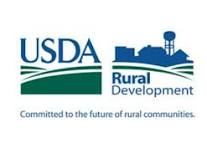 USDA
Rural
Development
Committed to the future of rural communities.